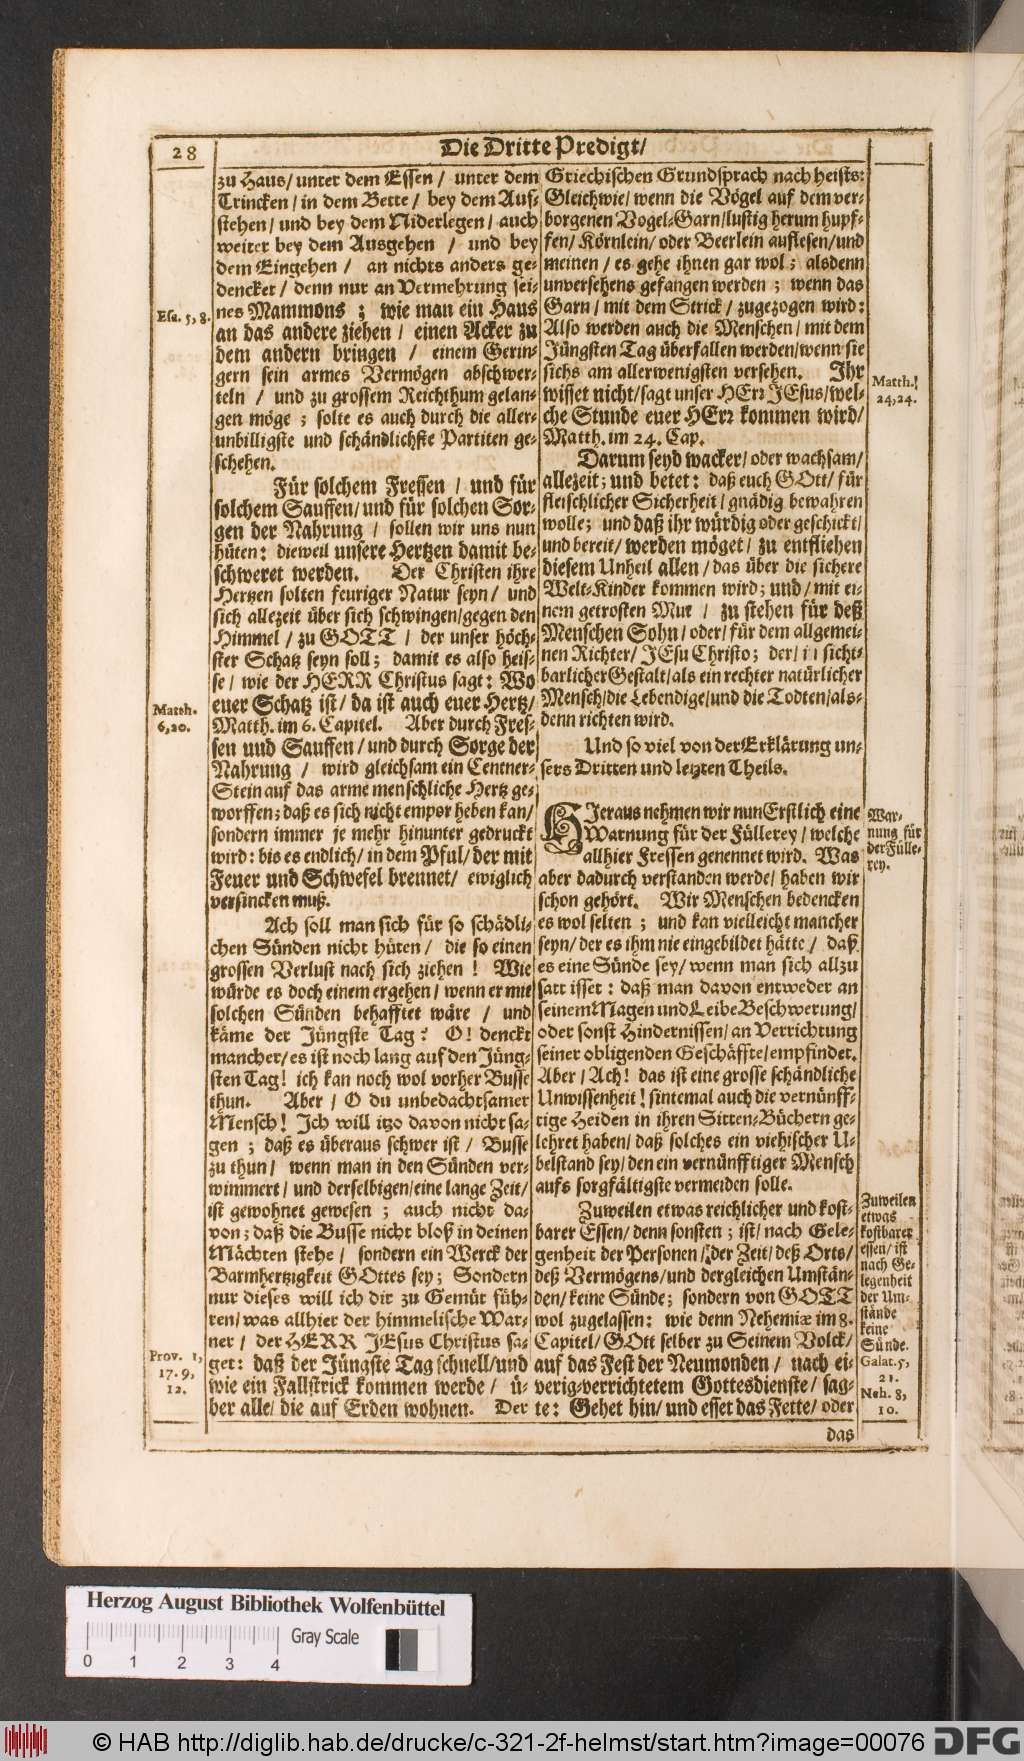 28
Die Dritte Predigt/
zu Haus/ unter dem Essen/ unter dem
Trincken/ in dem Bette/ bey dem Auf-
stehen/ und bey dem Niderlegen/ auch
weiter bey dem Ausgehen/ und bey
dem Eingehen/ an nichts anders ge-
dencket/ denn nur an Vermehrung sei-
nes Mammons; wie man ein Haus
an das andere ziehen/ einen Acker zu
dem andern bringen/ einem Gerin-
gern sein armes Vermögen abschwer-
teln/ und zu grossem Reichthum gelan-
gen möge; solte es auch durch die aller-
unbilligste und schändlichste Partiten ge-
schehen.
Für solchem Fressen/ und für
solchem Sauffen/ und für solchen Sor-
gen der Nahrung/ sollen wir uns nun
hüten: dieweil unsere Hertzen damit be-
schweret werden. Der Christen ihre
Hertzen solten feuriger Natur seyn/ und
sich allezeit über sich schwingen/ gegen den
Himmel/ zu GOTT/ der unser höch-
ster Schatz seyn soll; damit es also heis-
se/ wie der HERR Christus sagt: Wo
euer Schatz ist/ da ist auch euer Hertz/
Matth. im 6. Capitel. Aber durch Fres-
sen und Sauffen/ und durch Sorge der
Nahrung/ wird gleichsam ein Centner-
Stein auf das arme menschliche Hertz ge-
worffen; daß es sich nicht empor heben kan/
sondern immer je mehr hinunter gedruckt
wird: bis es endlich/ in dem Pful/ der mit
Feuer und Schwefel brennet/ ewiglich
versincken muß.
Ach soll man sich für so schädli-
chen Sünden nicht hüten/ die so einen
grossen Verlust nach sich ziehen! Wie
würde es doch einem ergehen/ wenn er mit
solchen Sünden behafftet wäre/ und
käme der Jüngste Tag? O! denckt
mancher/ es ist noch lang auf den Jüng-
sten Tag! ich kan noch wol vorher Busse
thun. Aber/ O du unbedachtsamer
Mensch! Ich will itzo davon nicht sa-
gen; daß es überaus schwer ist/ Busse
zu thun/ wenn man in den Sünden ver-
wimmert/ und derselbigen/ eine lange Zeit/
ist gewohnet gewesen; auch nicht da-
von; daß die Busse nicht bloß in deinen
Mächten stehe/ sondern ein Werck der
Barmhertzigkeit GOttes sey; Sondern
nur dieses will ich dir zu Gemüt füh-
ren/ was allhier der himmelische War-
ner/ der HERR JEsus Christus sa-
get: daß der Jüngste Tag schnell/ und
wie ein Fallstrick kommen werde/ ü-
ber alle/ die auf Erden wohnen. Der
Esa. 5, 8.
Matth.
6, 20.
Prov. 1,
17. 9,
12.
Griechischen Grundsprach nach heists:
Gleichwie/ wenn die Vögel auf dem ver-
borgenen Vogel-Garn/ lustig herum hupf-
fen/ Körnlein/ oder Beerlein auflesen/ und
meinen/ es gehe ihnen gar wol; alsdenn
unversehens gefangen werden; wenn das
Garn/ mit dem Strick/ zugezogen wird:
Also werden auch die Menschen/ mit dem
Jüngsten Tag überfallen werden/ wenn sie
sichs am allerwenigsten versehen. Ihr
wisset nicht/ sagt unser HErr JEsus/ wel-
che Stunde euer HErr kommen wird/
Matth. im 24. Cap.
Darum seyd wacker/ oder wachsam/
allezeit; und betet: daß euch GOtt/ für
fleischlicher Sicherheit/ gnädig bewahren
wolle; und daß ihr würdig oder geschickt/
und bereit/ werden möget/ zu entfliehen
diesem Unheil allen/ das über die sichere
Welt-Kinder kommen wird; und/ mit ei-
nem getrosten Mut/ zu stehen für deß
Menschen Sohn/ oder/ für dem allgemei-
nen Richter/ JEsu Christo; der/ in sicht-
barlicher Gestalt/ als ein rechter natürlicher
Mensch/ die Lebendige/ und die Todten/ als-
denn richten wird.
Und so viel von der Erklärung un-
sers Dritten und letzten Theils.
HIeraus nehmen wir nun Erstlich eine
Warnung für der Füllerey/ welche
allhier Fressen genennet wird. Was
aber dadurch verstanden werde/ haben wir
schon gehört. Wir Menschen bedencken
es wol selten; und kan vielleicht mancher
seyn/ der es ihm nie eingebildet hätte/ daß
es eine Sünde sey/ wenn man sich allzu
satt isset: daß man davon entweder an
seinem Magen und Leibe Beschwerung/
oder sonst Hindernissen/ an Verrichtung
seiner obligenden Geschäffte/ empfindet.
Aber/ Ach! das ist eine grosse schändliche
Unwissenheit! sintemal auch die vernünff-
tige Heiden in ihren Sitten-Büchern ge-
lehret haben/ daß solches ein viehischer U-
belstand sey/ den ein vernünfftiger Mensch
aufs sorgfältigste vermeiden solle.
Zuweilen etwas reichlicher und kost-
barer Essen/ denn sonsten; ist/ nach Gele-
genheit der Personen/ der Zeit/ deß Orts/
deß Vermögens/ und dergleichen Umstän-
den/ keine Sünde; sondern von GOTT
wol zugelassen: wie denn Nehemiæ im 8.
Capitel/ GOtt selber zu Seinem Volck/
auf das Fest der Neumonden/ nach ei-
verig-verrichtetem Gottesdienste/ sag-
te: Gehet hin/ und esset das Fette/ oder
das
Matth.
24, 24.
War-
nung für
der Fülle-
rey.
Zuweilen
etwas
kostbarer
essen/ ist
nach Ge-
legenheit
der Um-
stände
keine
Sünde.
Galat. 5,
21.
Neh. 8,
10.
Herzog August Bibliothek Wolfenbüttel
Gray Scale
0 1 2 3 4
© HAB http://diglib.hab.de/drucke/c-321-2f-helmst/start.htm?image=00076
DFG